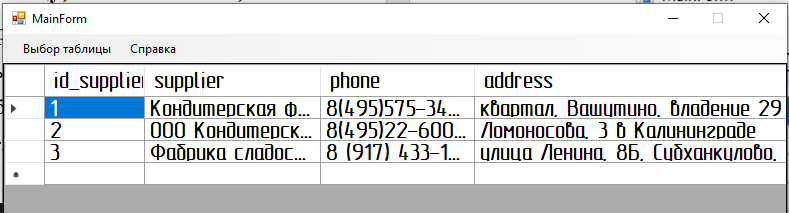 MainForm
Выбор таблицы Справка
id_supplier supplier phone address
1 Кондитерская ф... 8(495)575-34... квартал, Вашутино, владение 29
2 ООО Кондитерск... 8(495)22-600... Ломоносова, 3 в Калининграде
3 Фабрика сладос... 8 (917) 433-1... улица Ленина, 8Б, Субханкулово,